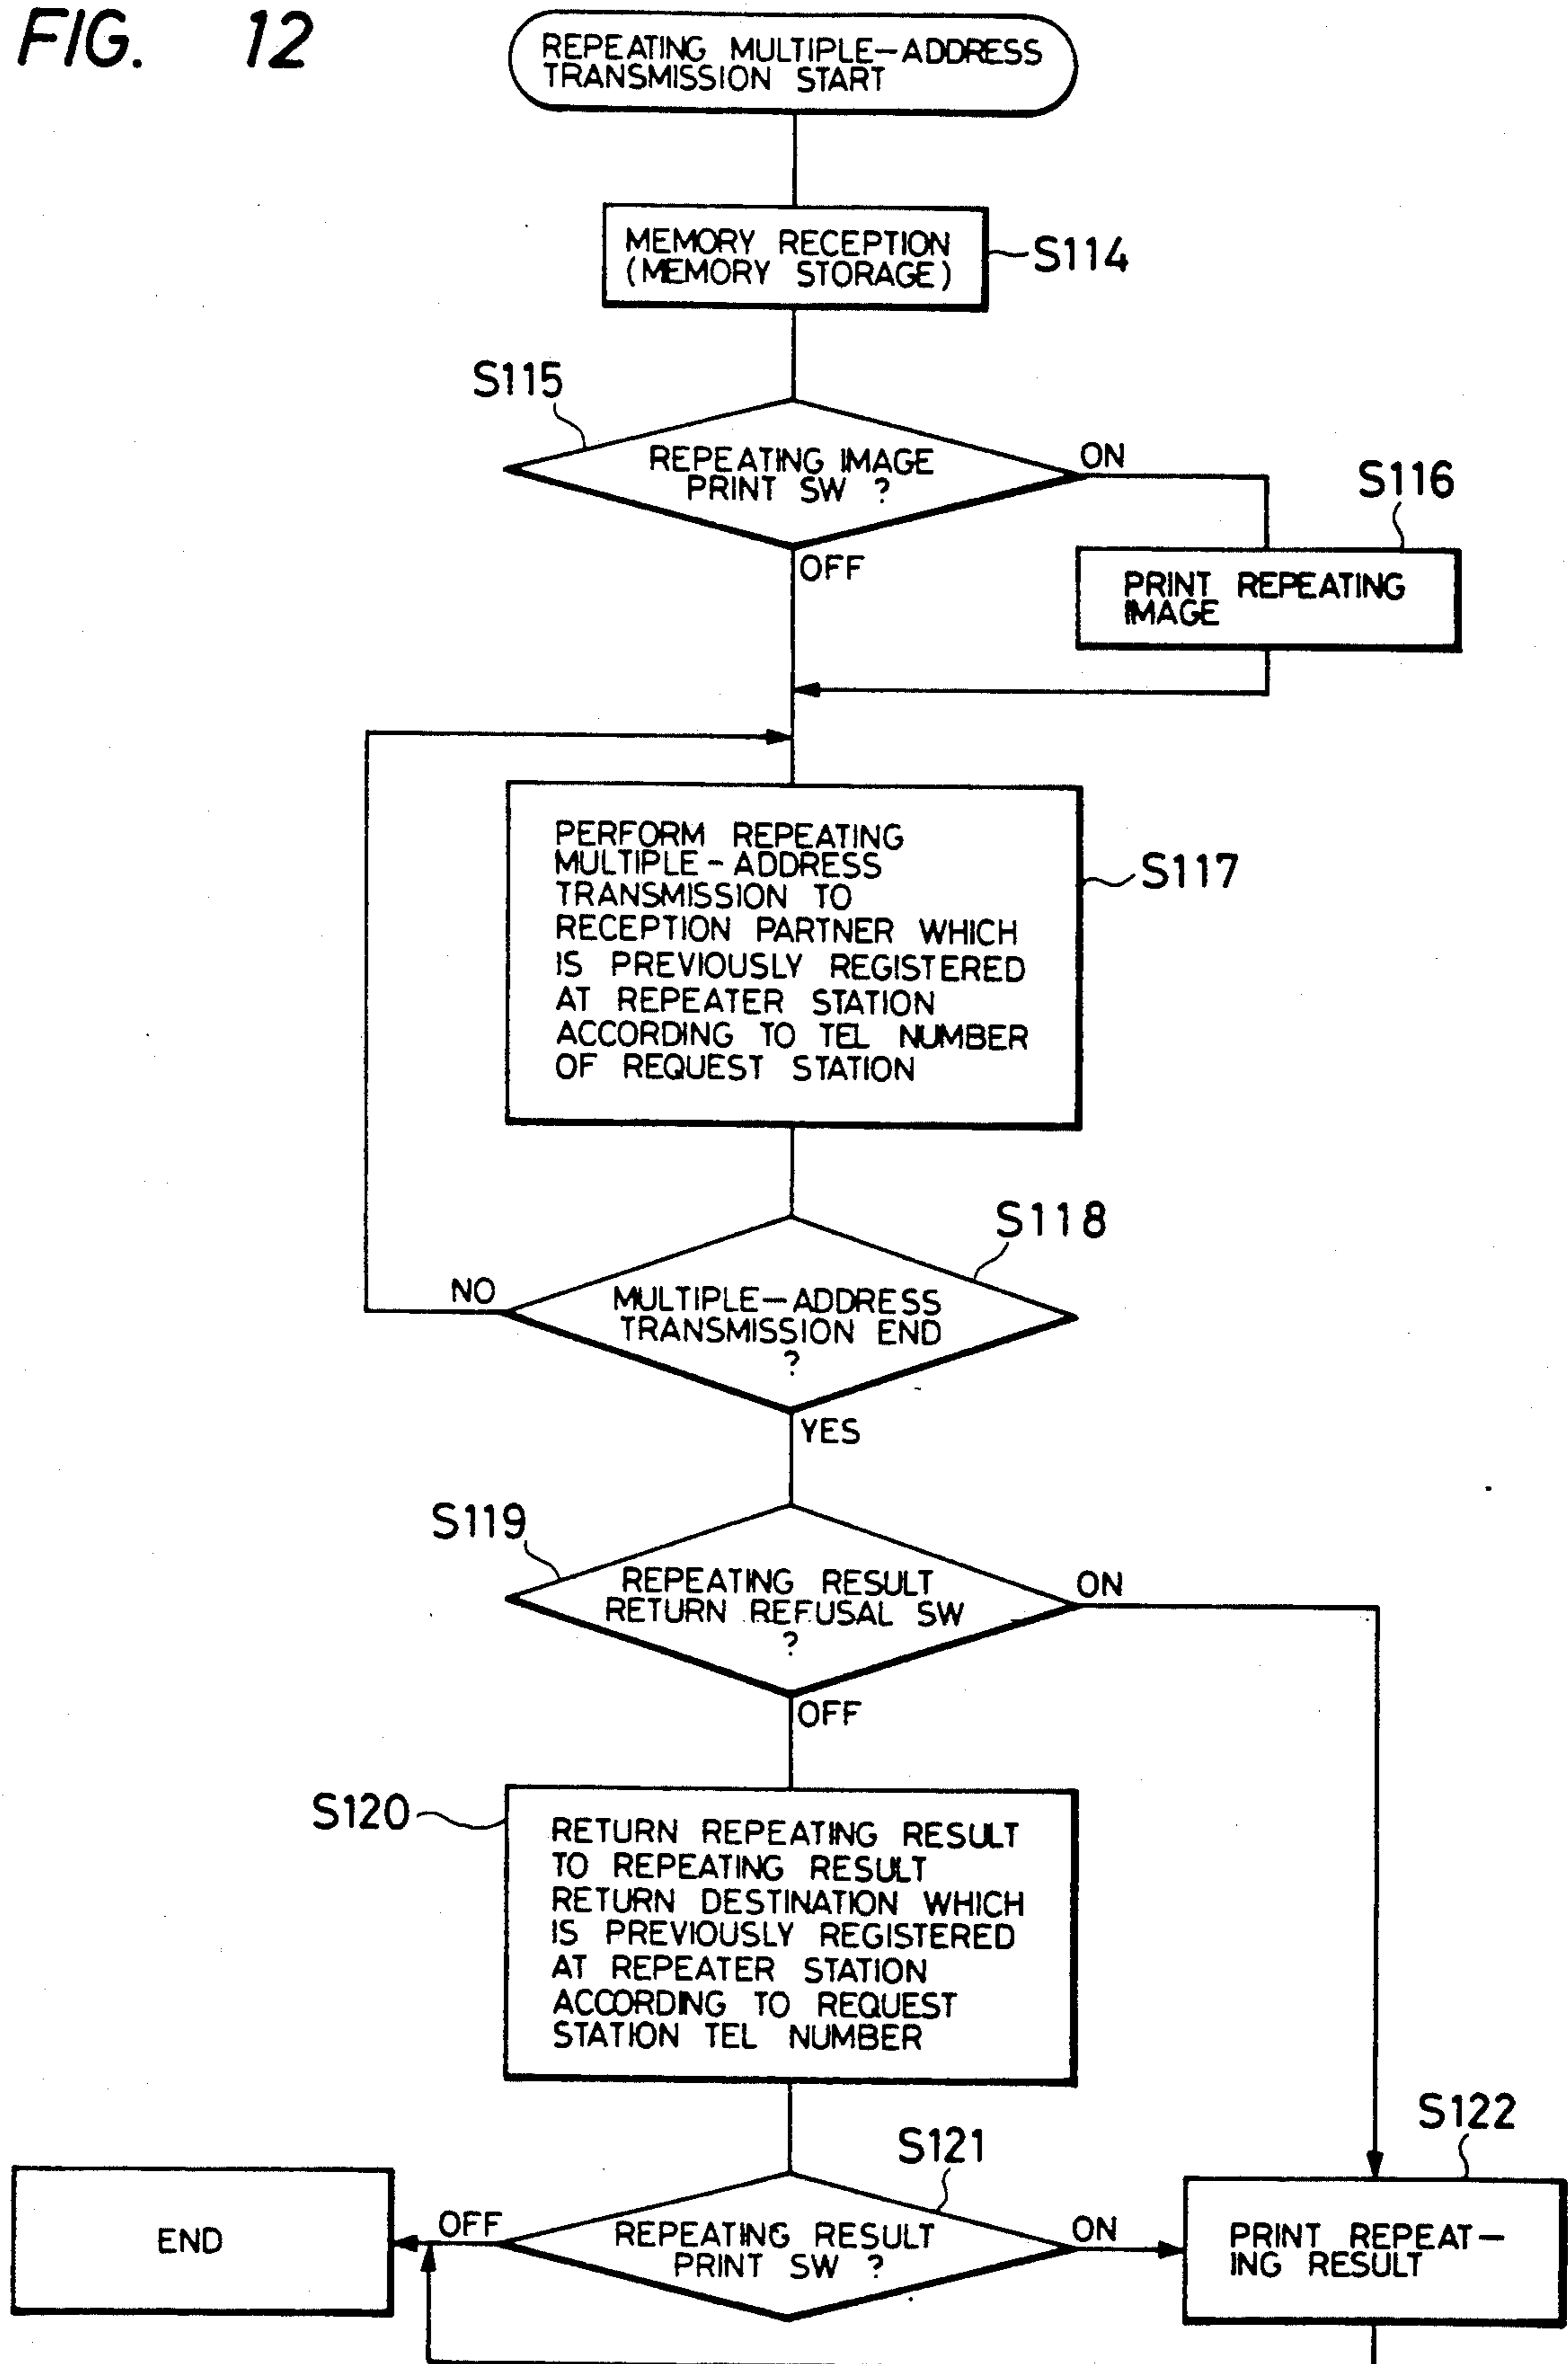 FIG. 12
REPEATING MULTIPLE-ADDRESS
TRANSMISSION START
MEMORY RECEPTION
(MEMORY STORAGE)
S114
S115
REPEATING IMAGE
PRINT SW ?
ON
OFF
S116
PRINT REPEATING
IMAGE
PERFORM REPEATING
MULTIPLE-ADDRESS
TRANSMISSION TO
RECEPTION PARTNER WHICH
IS PREVIOUSLY REGISTERED
AT REPEATER STATION
ACCORDING TO TEL NUMBER
OF REQUEST STATION
S117
S118
NO
MULTIPLE-ADDRESS
TRANSMISSION END
?
YES
S119
REPEATING RESULT
RETURN REFUSAL SW
?
ON
OFF
S120
RETURN REPEATING RESULT
TO REPEATING RESULT
RETURN DESTINATION WHICH
IS PREVIOUSLY REGISTERED
AT REPEATER STATION
ACCORDING TO REQUEST
STATION TEL NUMBER
S121
S122
END
OFF
REPEATING RESULT
PRINT SW ?
ON
PRINT REPEAT-
ING RESULT